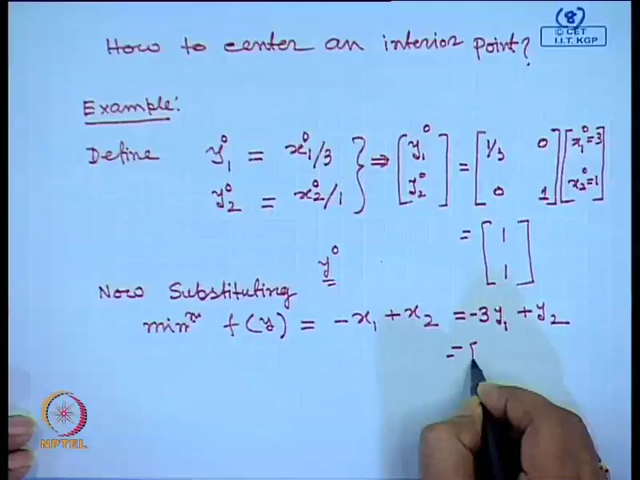 (8)
© CET
I.I.T. KGP
How to center an interior point?
Example:
Define y₁⁰ = x₁⁰/3 } ⇒ [y₁⁰ y₂⁰] = [1/3 0 0 1] [x₁⁰=3 x₂⁰=1]
y₂⁰ = x₂⁰/1
= [1 1]
y⁰
Now Substituting
minᵐ f(y) = -x₁ + x₂ = -3y₁ + y₂
= [
NPTEL